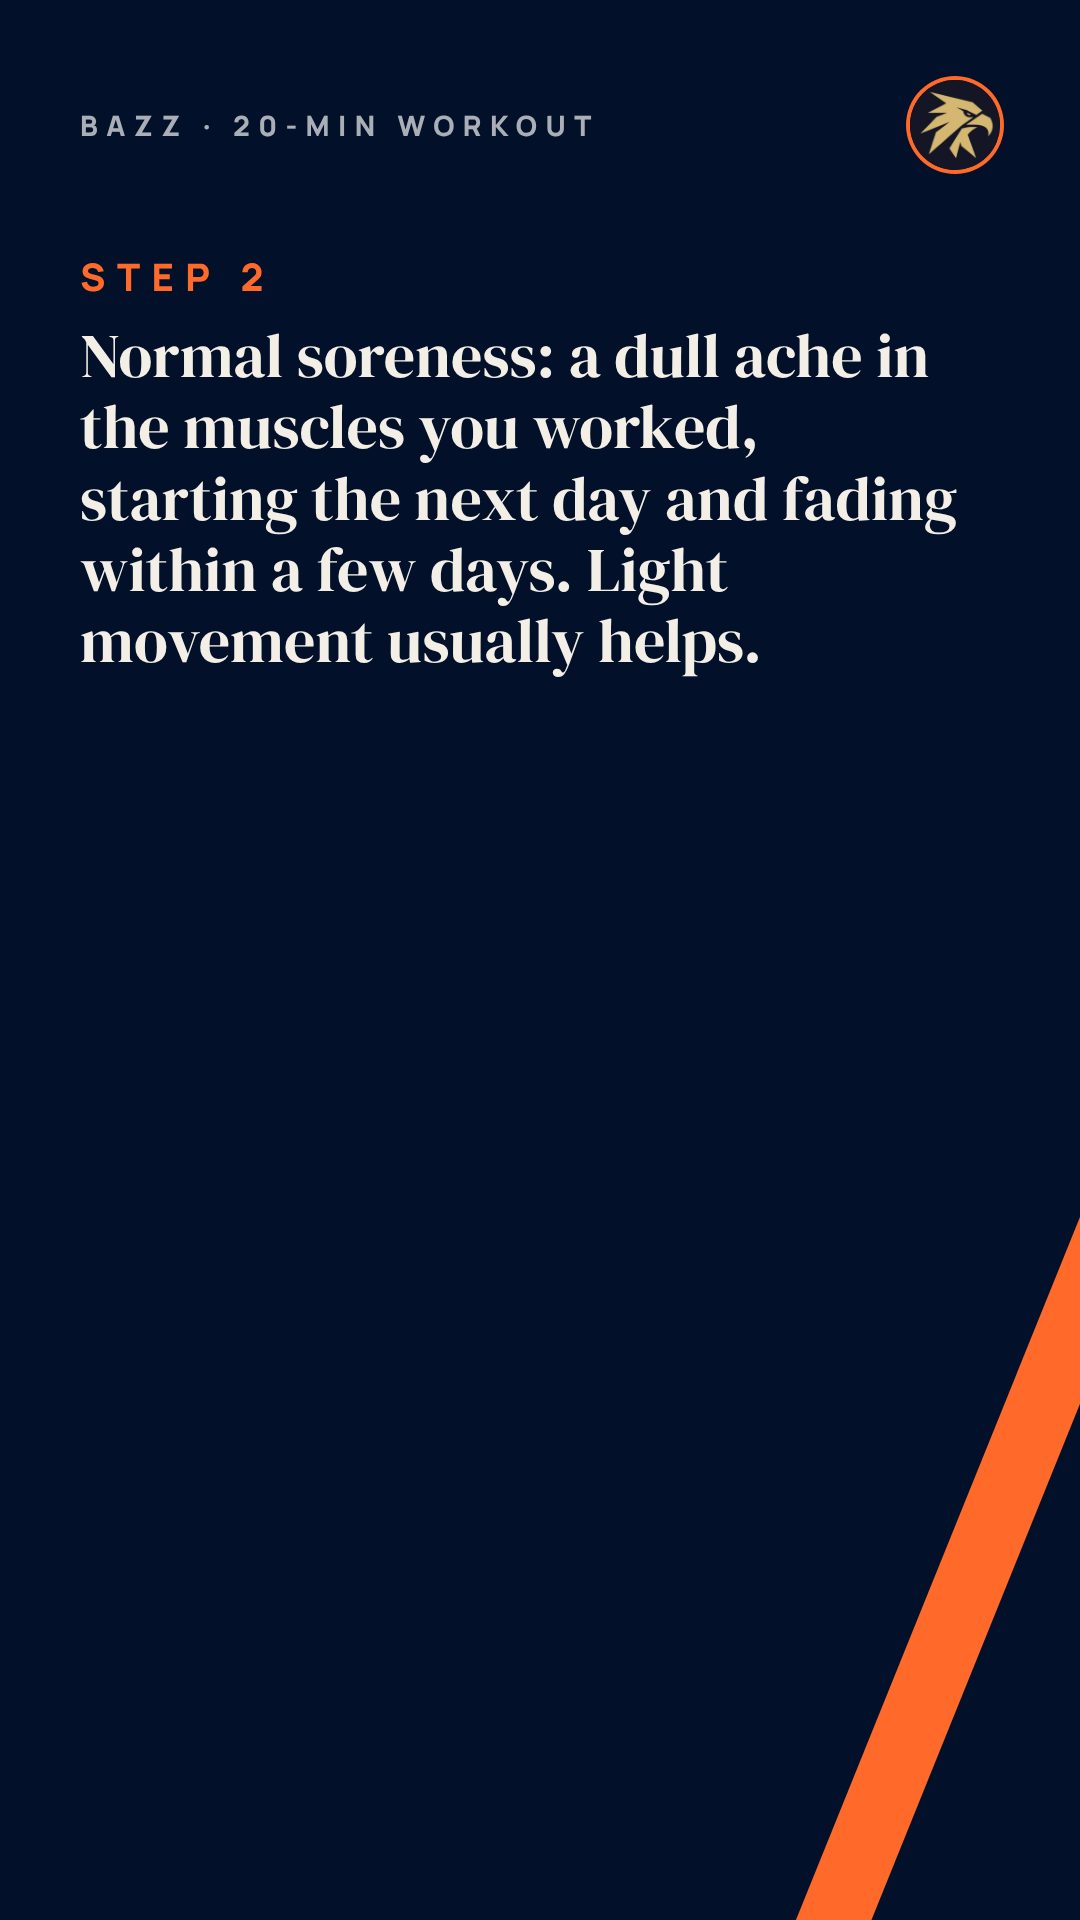 BAZZ · 20-MIN WORKOUT
STEP 2
Normal soreness: a dull ache in
the muscles you worked,
starting the next day and fading
within a few days. Light
movement usually helps.